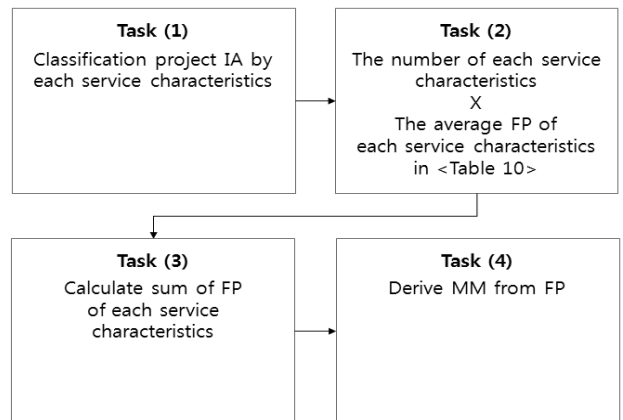 Task (1)
Classification project IA by
each service characteristics
Task (2)
The number of each service
characteristics
X
The average FP of
each service characteristics
in <Table 10>
Task (3)
Calculate sum of FP
of each service
characteristics
Task (4)
Derive MM from FP